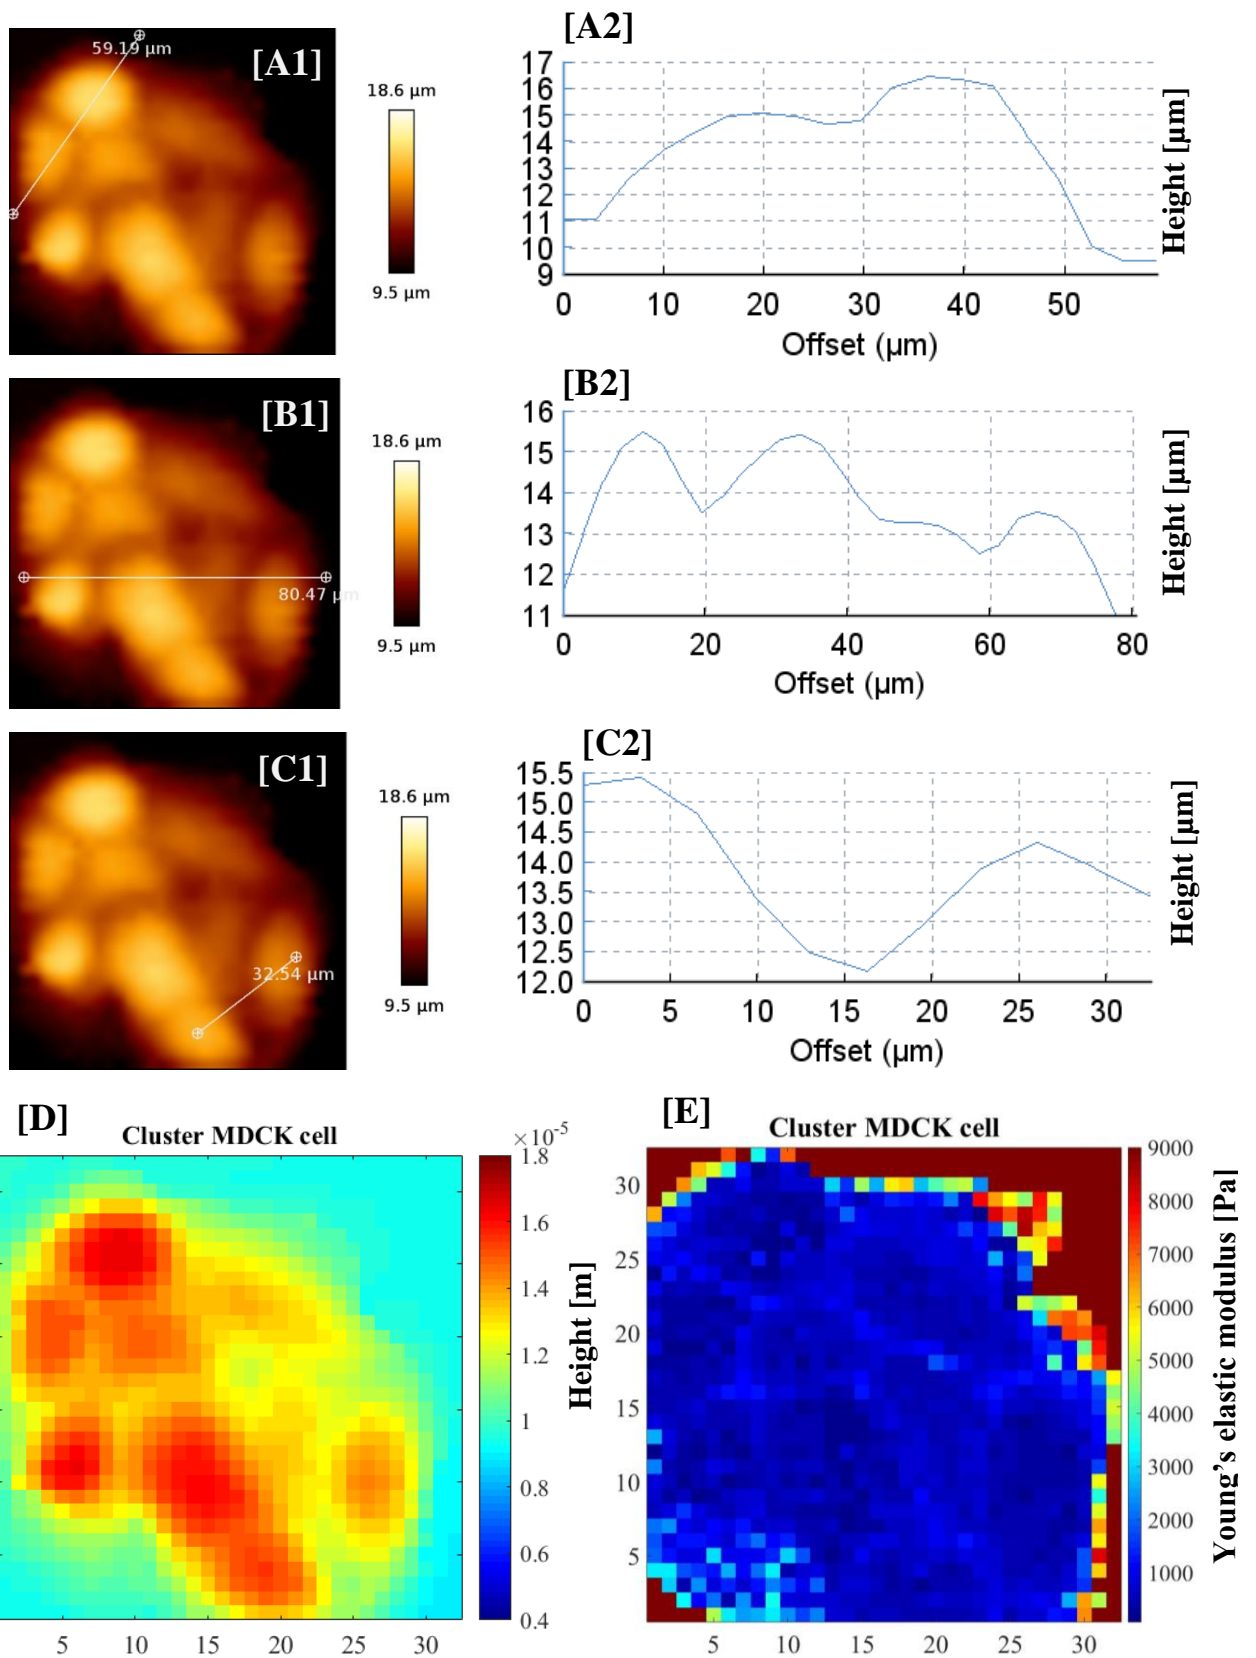 [A1]
59.19 µm
18.6 µm
9.5 µm
[A2]
17
16
15
14
13
12
11
10
9
0 10 20 30 40 50
Offset (µm)
Height [µm]
[B1]
80.47 µm
18.6 µm
9.5 µm
[B2]
16
15
14
13
12
11
0 20 40 60 80
Offset (µm)
Height [µm]
[C1]
32.54 µm
18.6 µm
9.5 µm
[C2]
15.5
15.0
14.5
14.0
13.5
13.0
12.5
12.0
0 5 10 15 20 25 30
Offset (µm)
Height [µm]
[D]
Cluster MDCK cell
×10⁻⁵
1.8
1.6
1.4
1.2
1
0.8
0.6
0.4
Height [m]
5 10 15 20 25 30
[E]
Cluster MDCK cell
30
25
20
15
10
5
5 10 15 20 25 30
9000
8000
7000
6000
5000
4000
3000
2000
1000
Young’s elastic modulus [Pa]